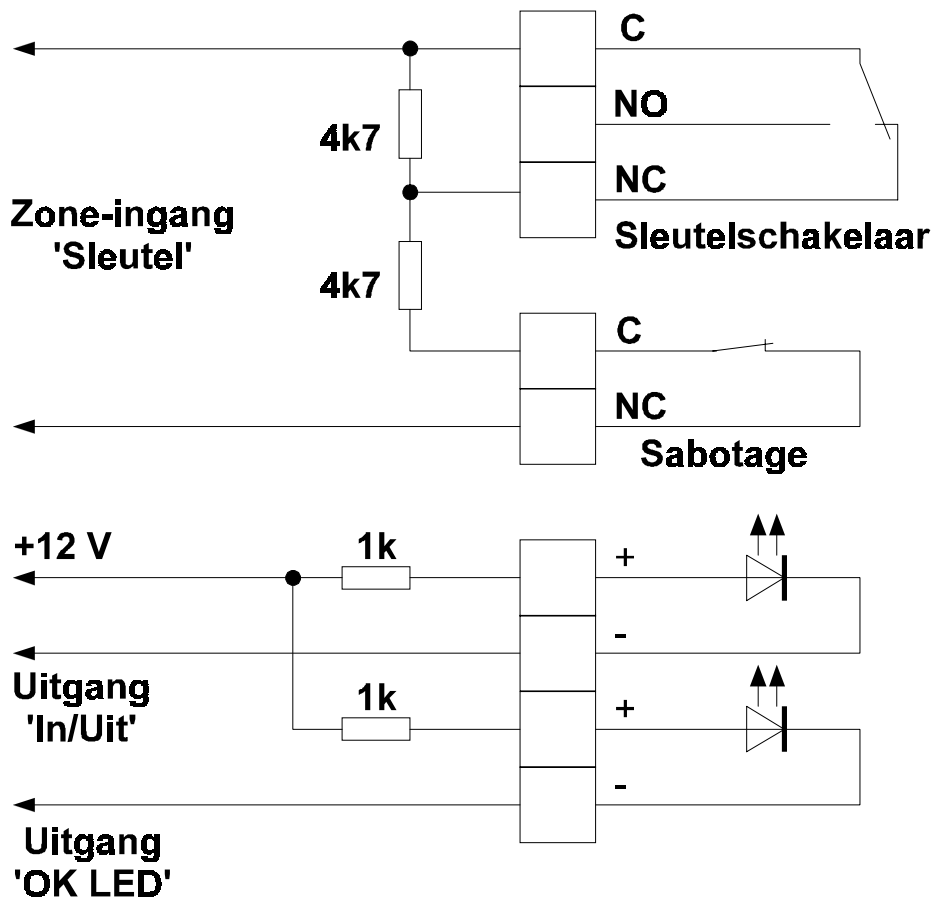 C
NO
4k7
NC
Zone-ingang
'Sleutel'
Sleutelschakelaar
4k7
C
NC
Sabotage
+12 V
1k
+
-
Uitgang
'In/Uit'
1k
+
-
Uitgang
'OK LED'